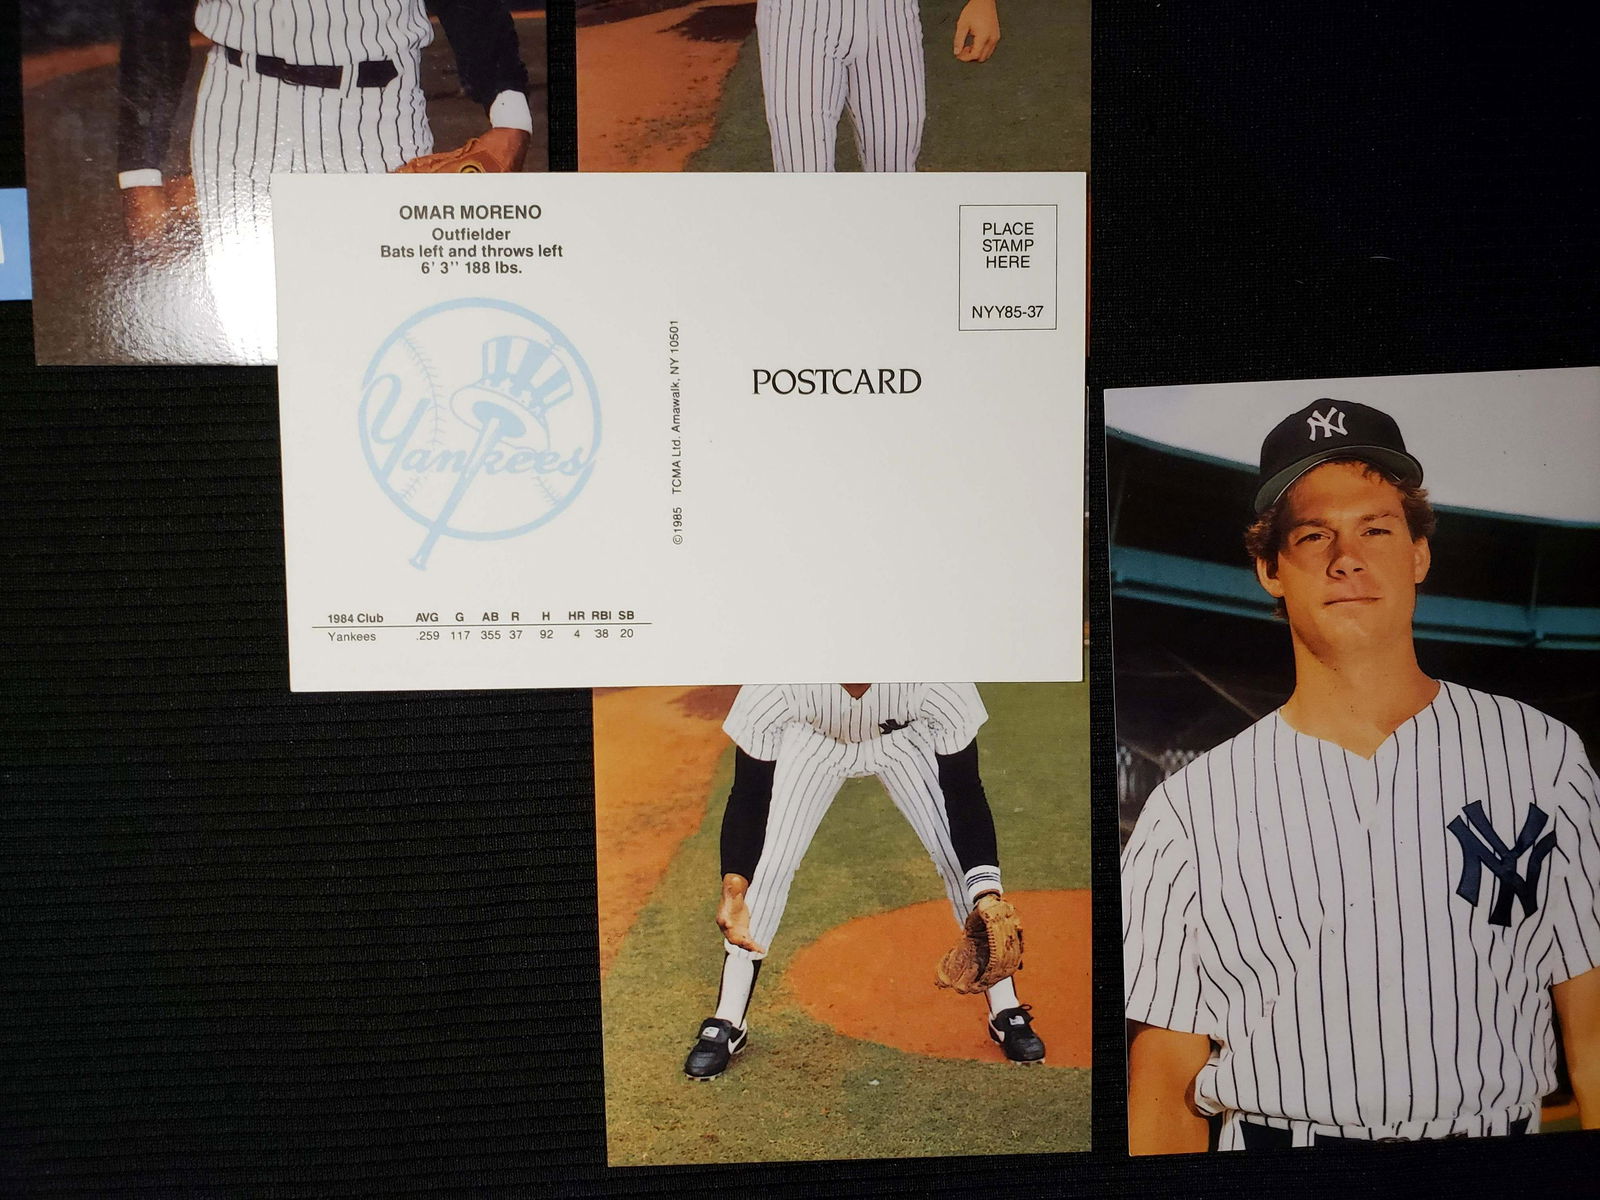 OMAR MORENO
Outfielder
Bats left and throws left
6' 3'' 188 lbs.
Yankees
1984 Club AVG G AB R H HR RBI SB
Yankees .259 117 355 37 92 4 38 20
©1985 TCMA Ltd. Amawalk, NY 10501
POSTCARD
PLACE
STAMP
HERE
NYY85-37
NY
NY